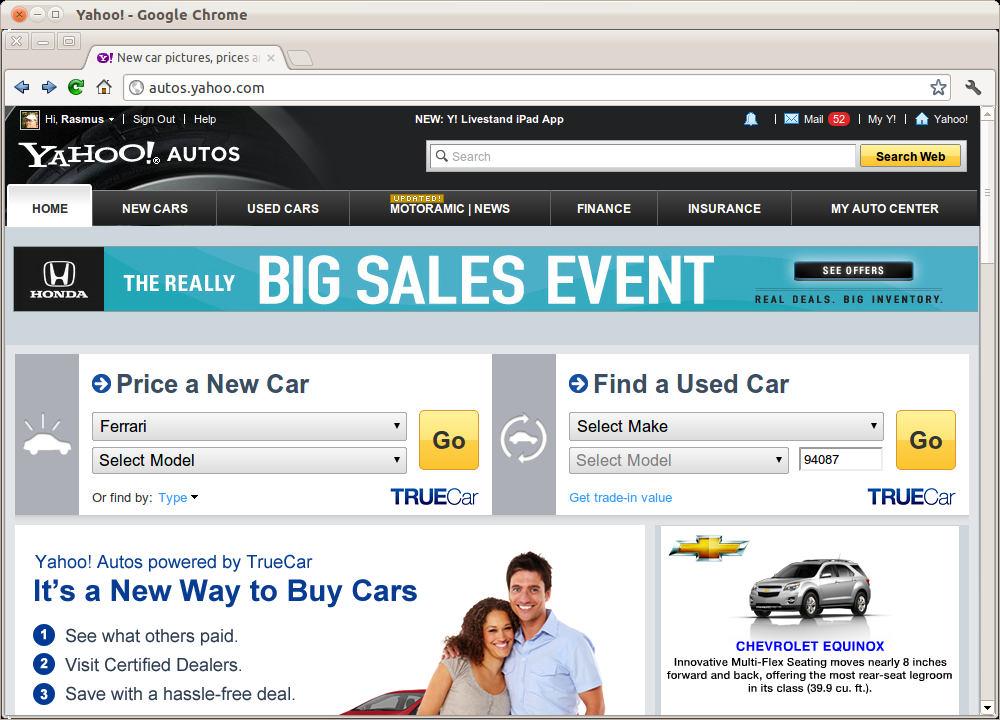 Yahoo! - Google Chrome
New car pictures, prices a
autos.yahoo.com
Hi, Rasmus | Sign Out | Help
NEW: Y! Livestand iPad App
| Mail 52 | My Y! | Yahoo!
YAHOO! AUTOS
Search
Search Web
UPDATED!
HOME NEW CARS USED CARS MOTORAMIC | NEWS FINANCE INSURANCE MY AUTO CENTER
HONDA
THE REALLY BIG SALES EVENT
SEE OFFERS
REAL DEALS. BIG INVENTORY.
Price a New Car
Ferrari
Go
Select Model
Or find by: Type
TRUECar
Find a Used Car
Select Make
Go
Select Model
94087
Get trade-in value
TRUECar
Yahoo! Autos powered by TrueCar
It's a New Way to Buy Cars
1 See what others paid.
2 Visit Certified Dealers.
3 Save with a hassle-free deal.
CHEVROLET EQUINOX
Innovative Multi-Flex Seating moves nearly 8 inches
forward and back, offering the most rear-seat legroom
in its class (39.9 cu. ft.).